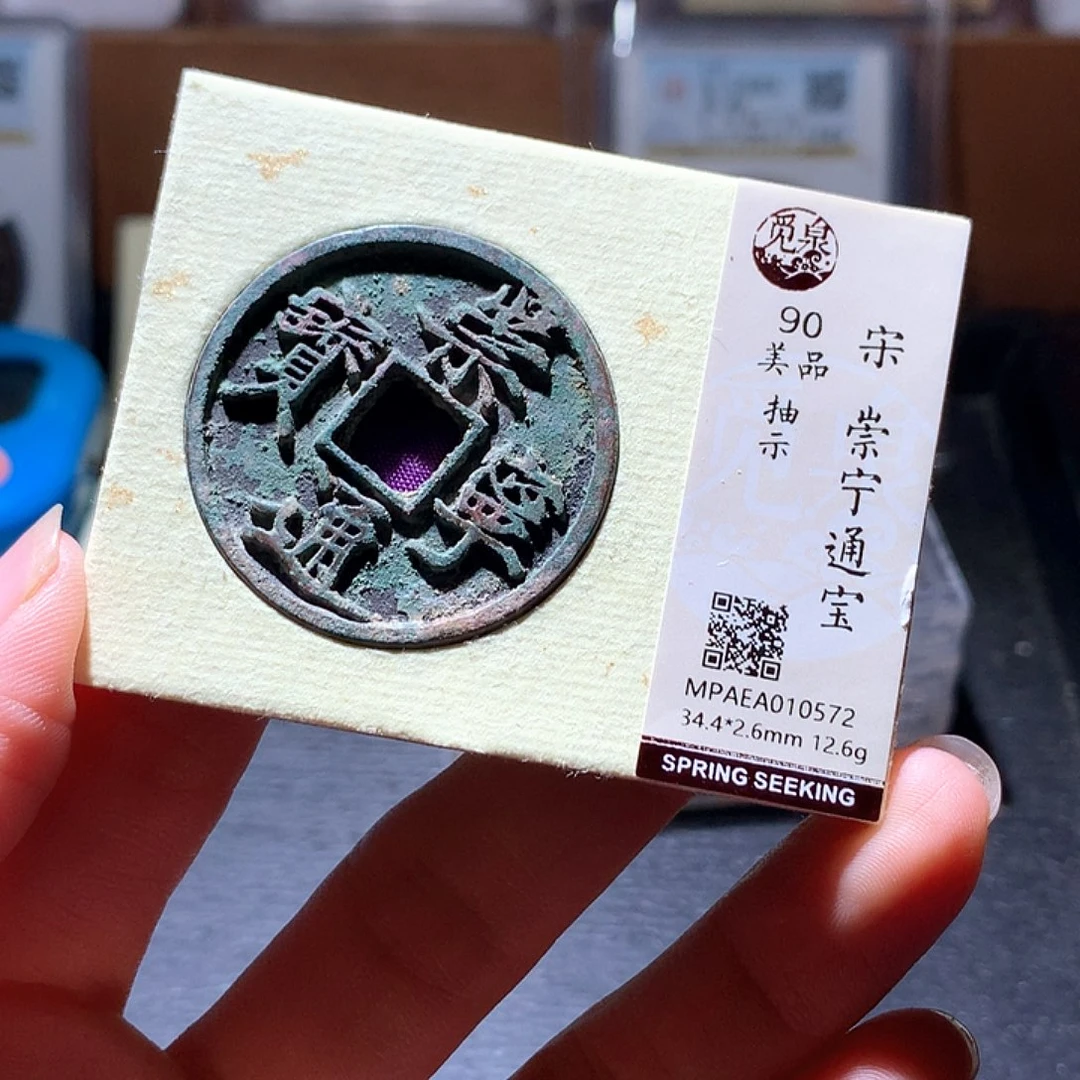 崇寧通寳
觅泉
90
美品
抽
示
宋 崇宁通宝
MPAEA010572
34.4*2.6mm 12.6g
SPRING SEEKING